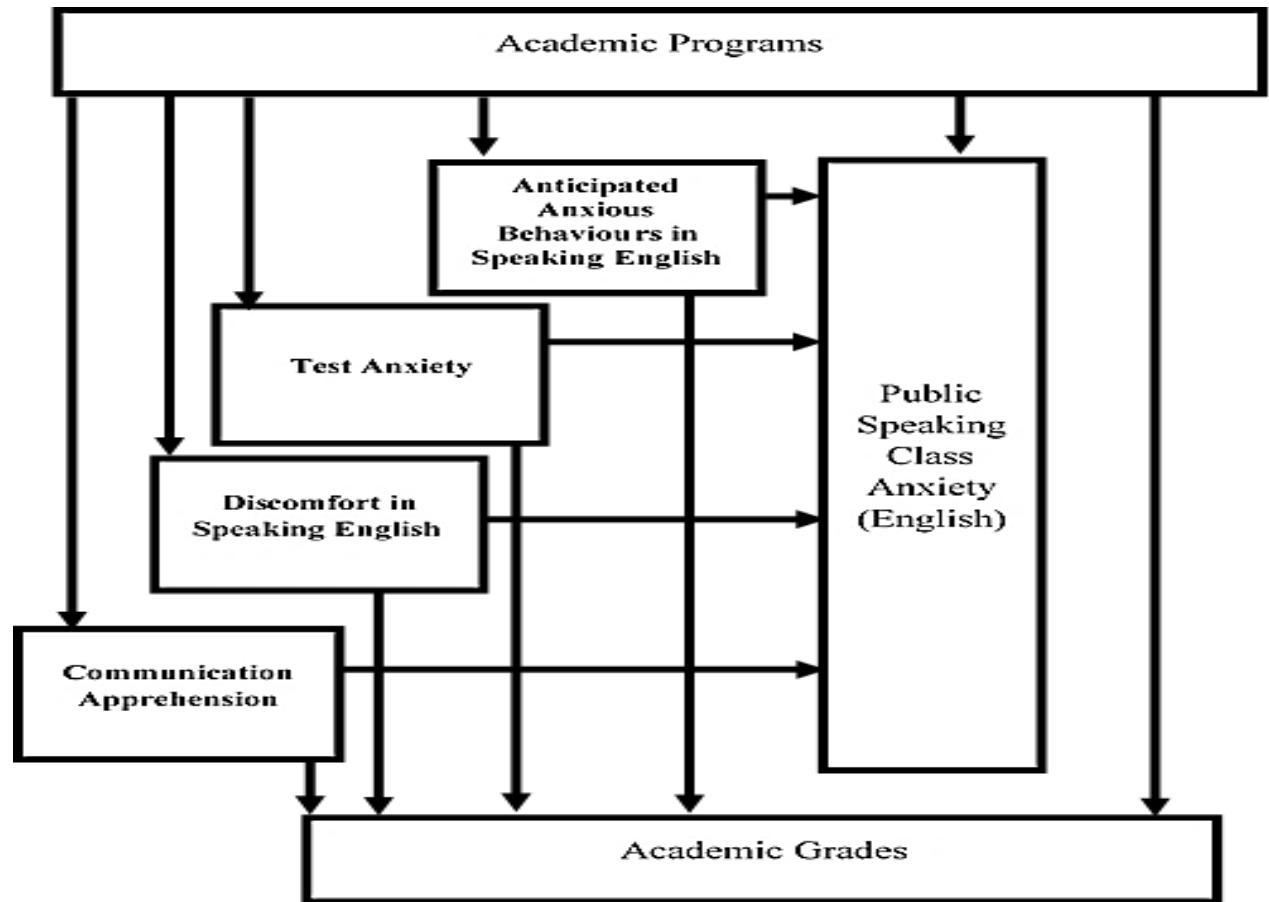 Academic Programs
Anticipated
Anxious
Behaviours in
Speaking English
Test Anxiety
Discomfort in
Speaking English
Communication
Apprehension
Public
Speaking
Class
Anxiety
(English)
Academic Grades